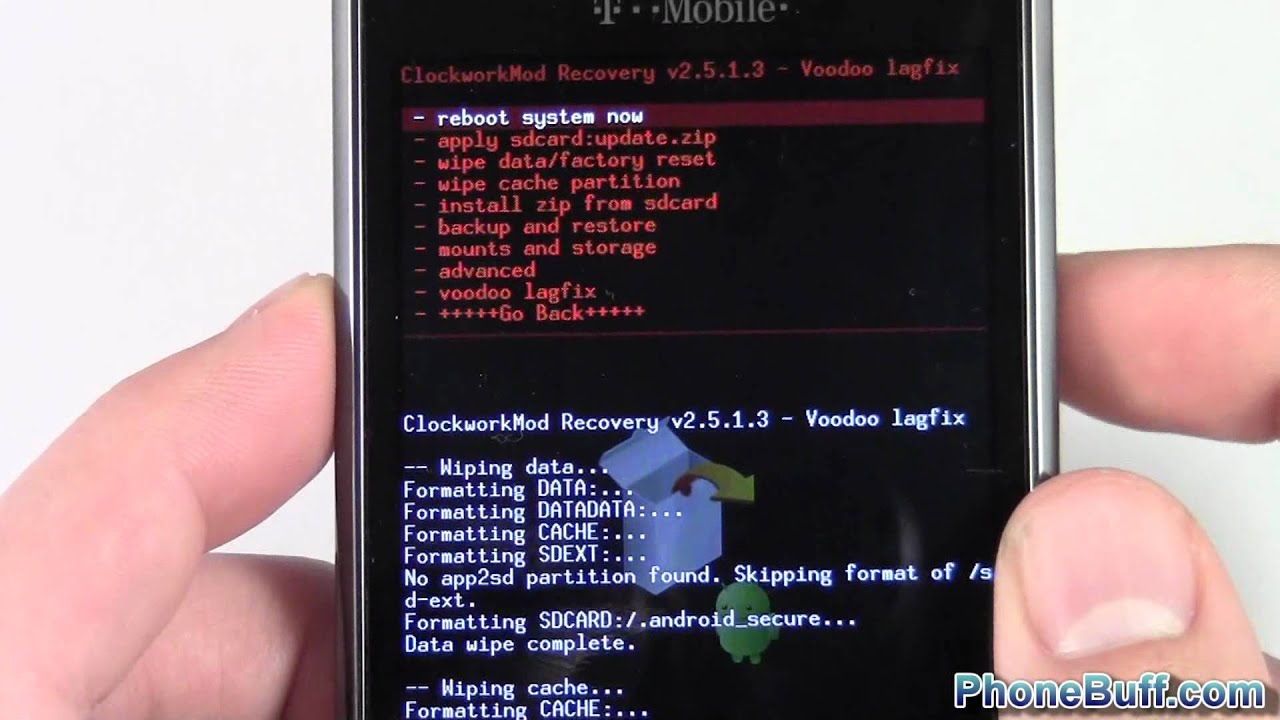 T··Mobile·
ClockworkMod Recovery v2.5.1.3 - Voodoo lagfix
- reboot system now
- apply sdcard:update.zip
- wipe data/factory reset
- wipe cache partition
- install zip from sdcard
- backup and restore
- mounts and storage
- advanced
- voodoo lagfix
- +++++Go Back+++++
ClockworkMod Recovery v2.5.1.3 - Voodoo lagfix
-- Wiping data...
Formatting DATA:...
Formatting DATADATA:...
Formatting CACHE:...
Formatting SDEXT:...
No app2sd partition found. Skipping format of /s
d-ext.
Formatting SDCARD:/.android_secure...
Data wipe complete.
-- Wiping cache...
Formatting CACHE:...
PhoneBuff.com